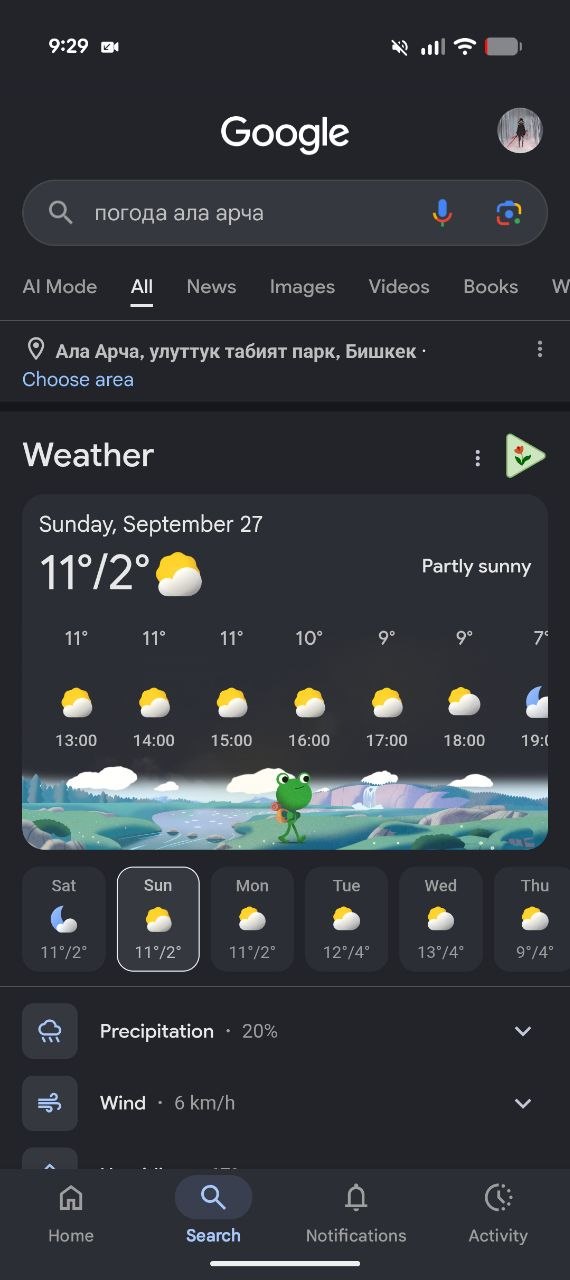 9:29
Google
погода ала арча
AI Mode All News Images Videos Books
Ала Арча, улуттук табият парк, Бишкек ·
Choose area
Weather
Sunday, September 27
11°/2°
Partly sunny
11° 11° 11° 10° 9° 9° 7°
13:00 14:00 15:00 16:00 17:00 18:00
Sat Sun Mon Tue Wed Thu
11°/2° 11°/2° 11°/2° 12°/4° 13°/4° 9°/4°
Precipitation · 20%
Wind · 6 km/h
Home Search Notifications Activity